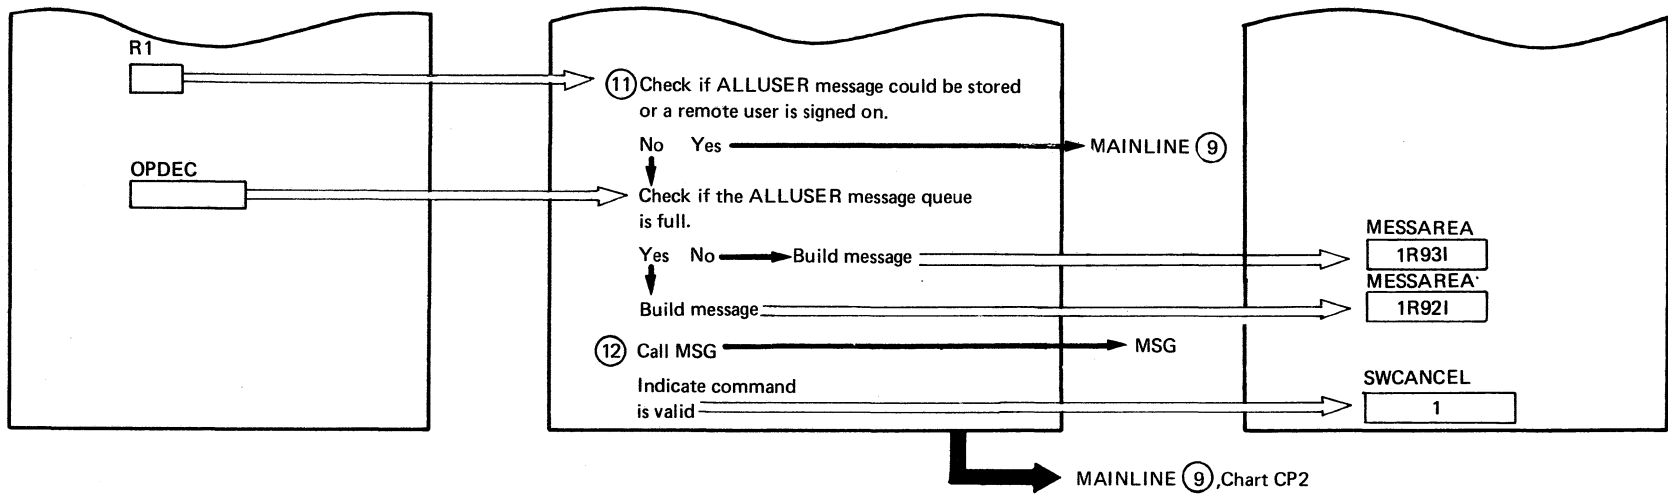 R1
OPDEC
11 Check if ALLUSER message could be stored
or a remote user is signed on.
No Yes MAINLINE 9
Check if the ALLUSER message queue
is full.
Yes No Build message
Build message
12 Call MSG MSG
Indicate command
is valid
MESSAREA
1R93I
MESSAREA
1R92I
SWCANCEL
1
MAINLINE 9, Chart CP2